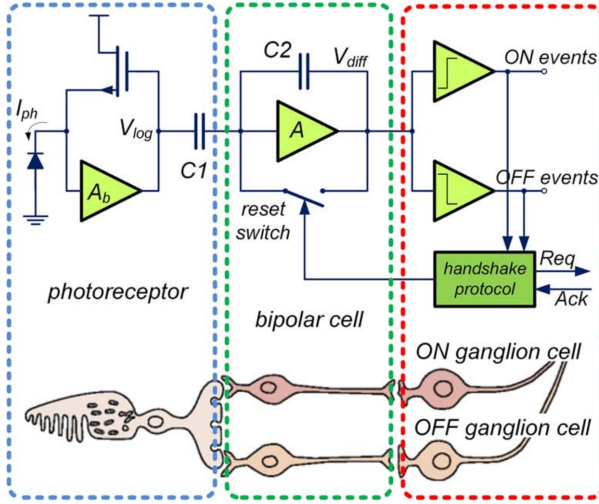 C2
V_diff
ON events
I_ph
V_log
A
A_b
C1
OFF events
reset
switch
handshake
protocol
Req
Ack
photoreceptor
bipolar cell
ON ganglion cell
OFF ganglion cell